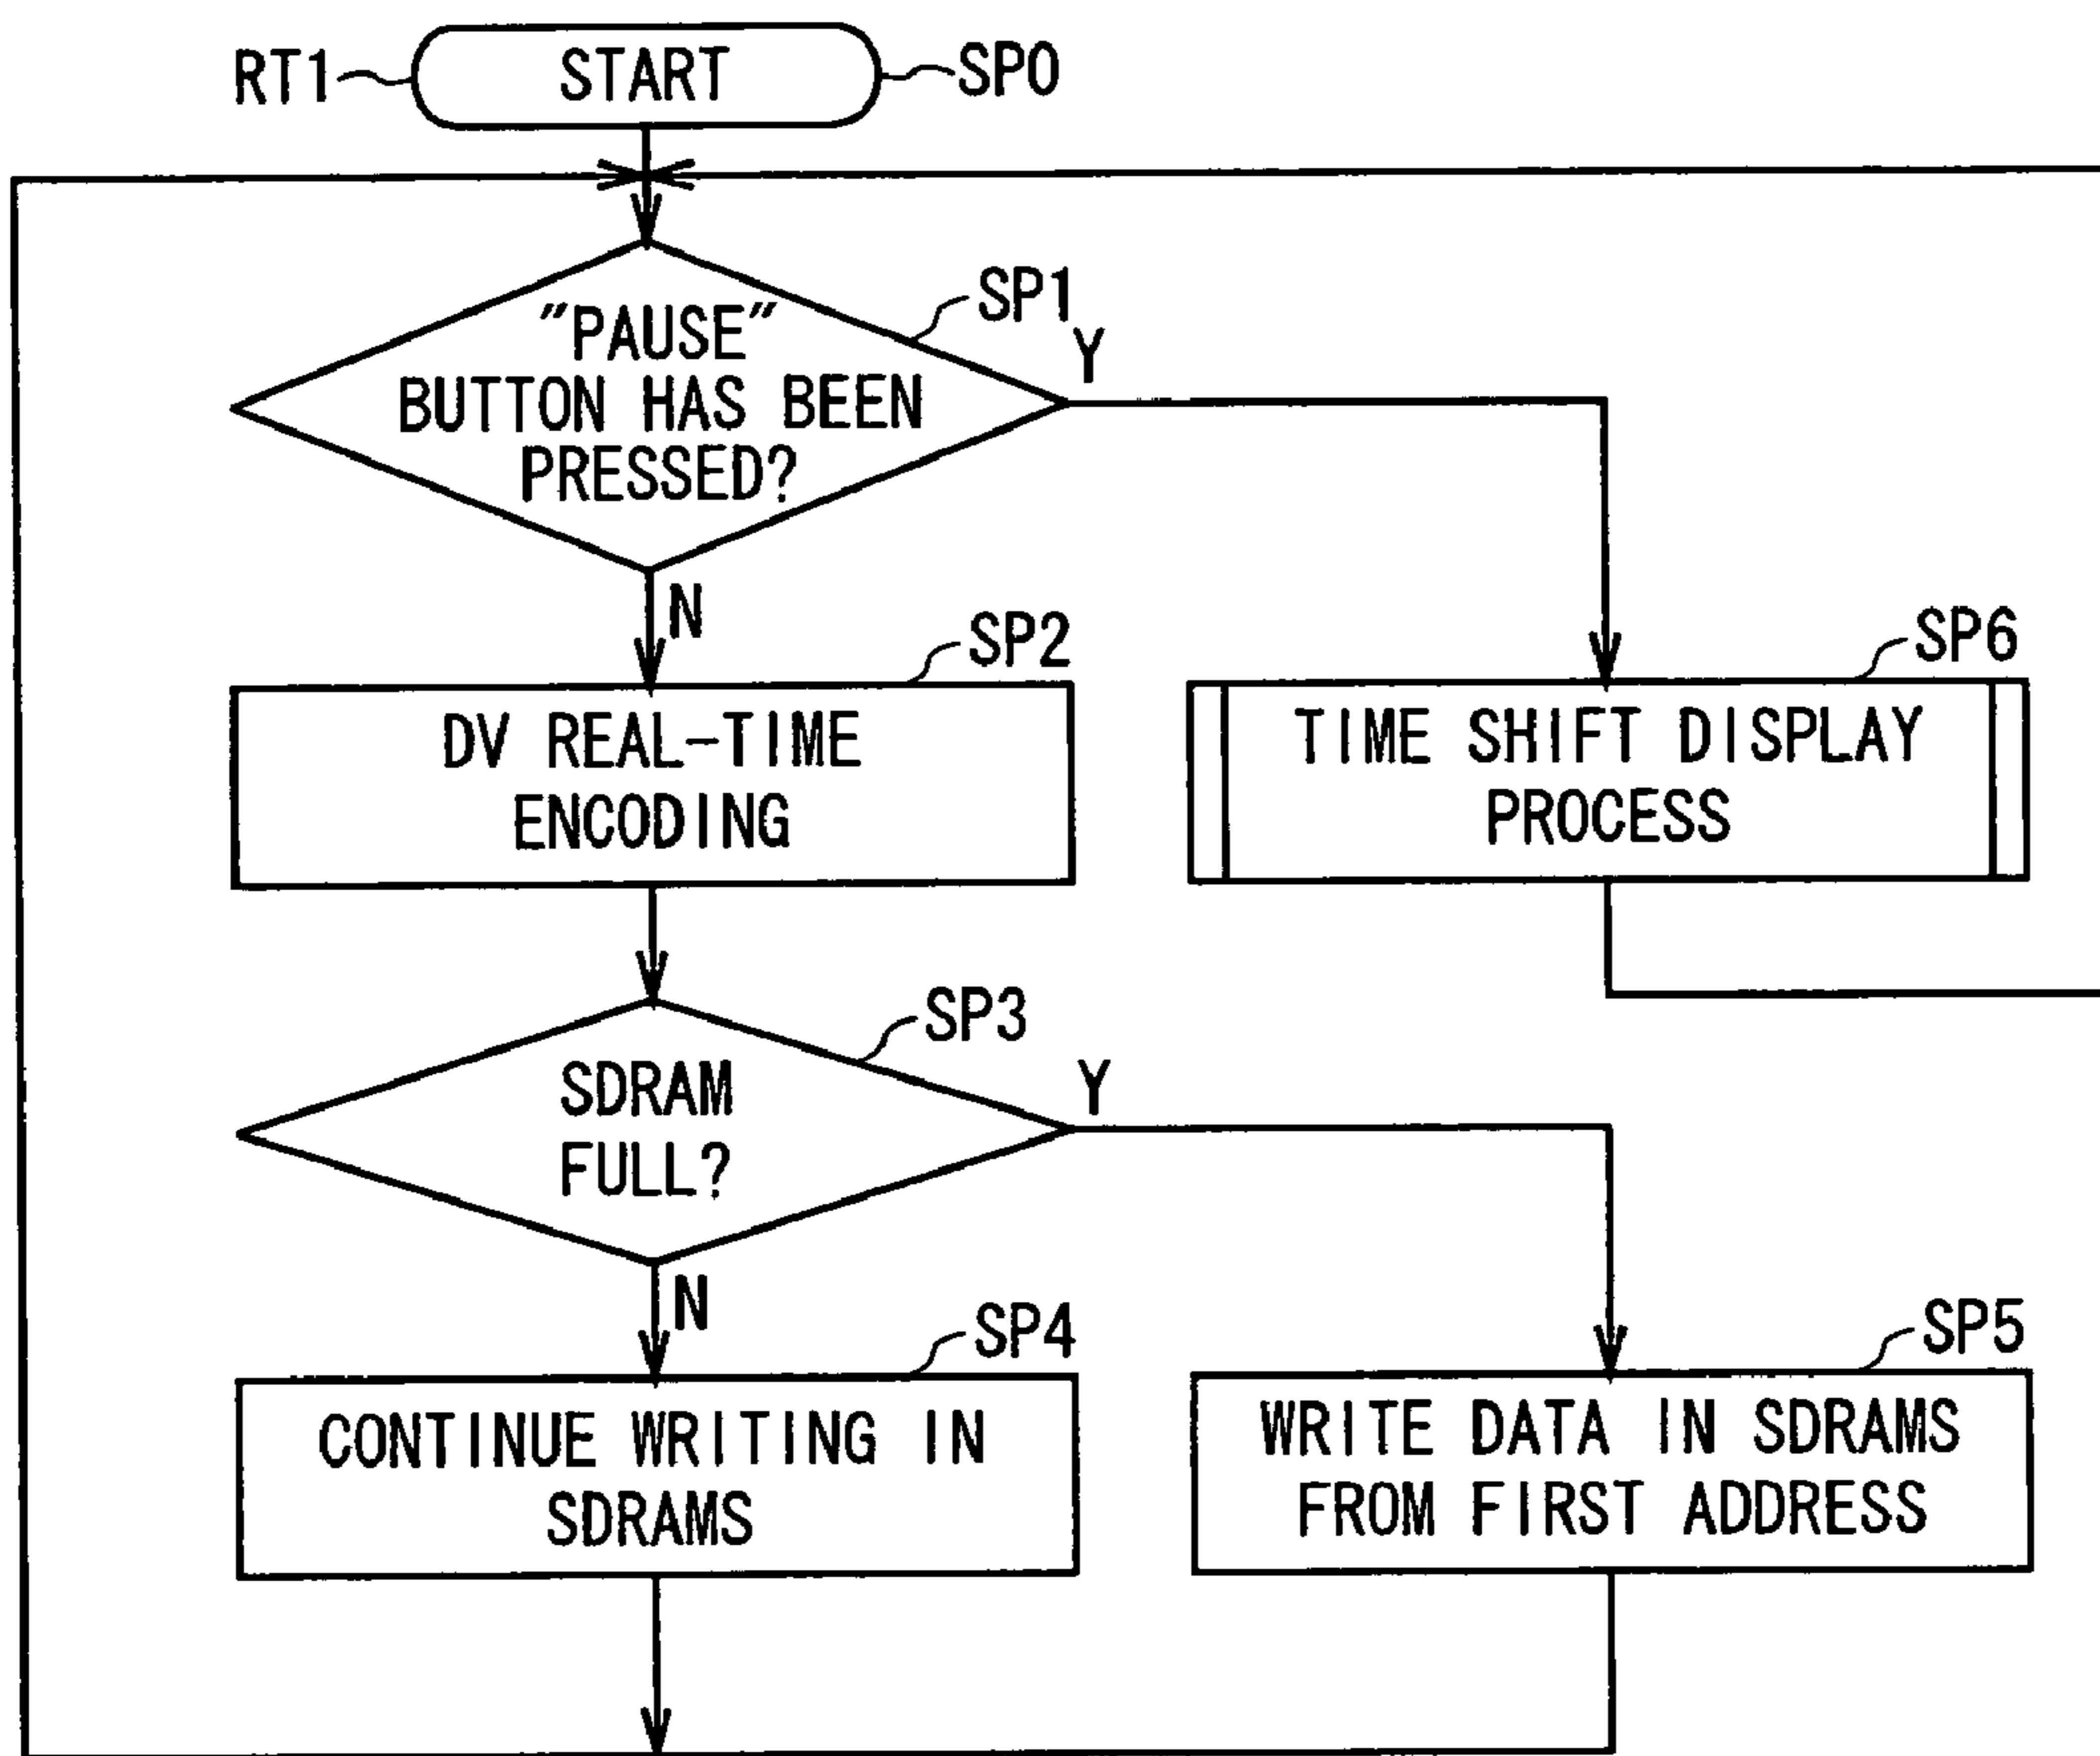 RT1
START
SP0
"PAUSE"
BUTTON HAS BEEN
PRESSED?
SP1
Y
N
SP2
DV REAL-TIME
ENCODING
SP6
TIME SHIFT DISPLAY
PROCESS
SP3
SDRAM
FULL?
Y
N
SP4
CONTINUE WRITING IN
SDRAMS
SP5
WRITE DATA IN SDRAMS
FROM FIRST ADDRESS